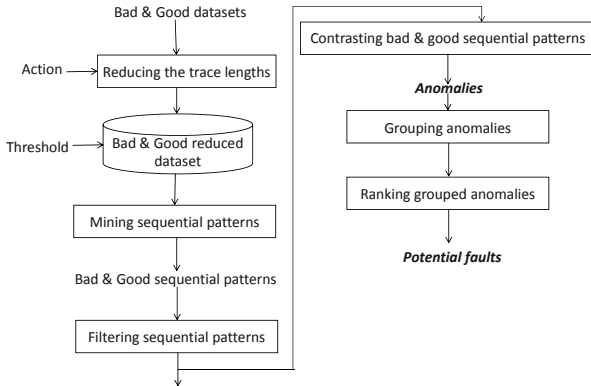 Bad & Good datasets
Action
Reducing the trace lengths
Threshold
Bad & Good reduced
dataset
Mining sequential patterns
Bad & Good sequential patterns
Filtering sequential patterns
Contrasting bad & good sequential patterns
Anomalies
Grouping anomalies
Ranking grouped anomalies
Potential faults